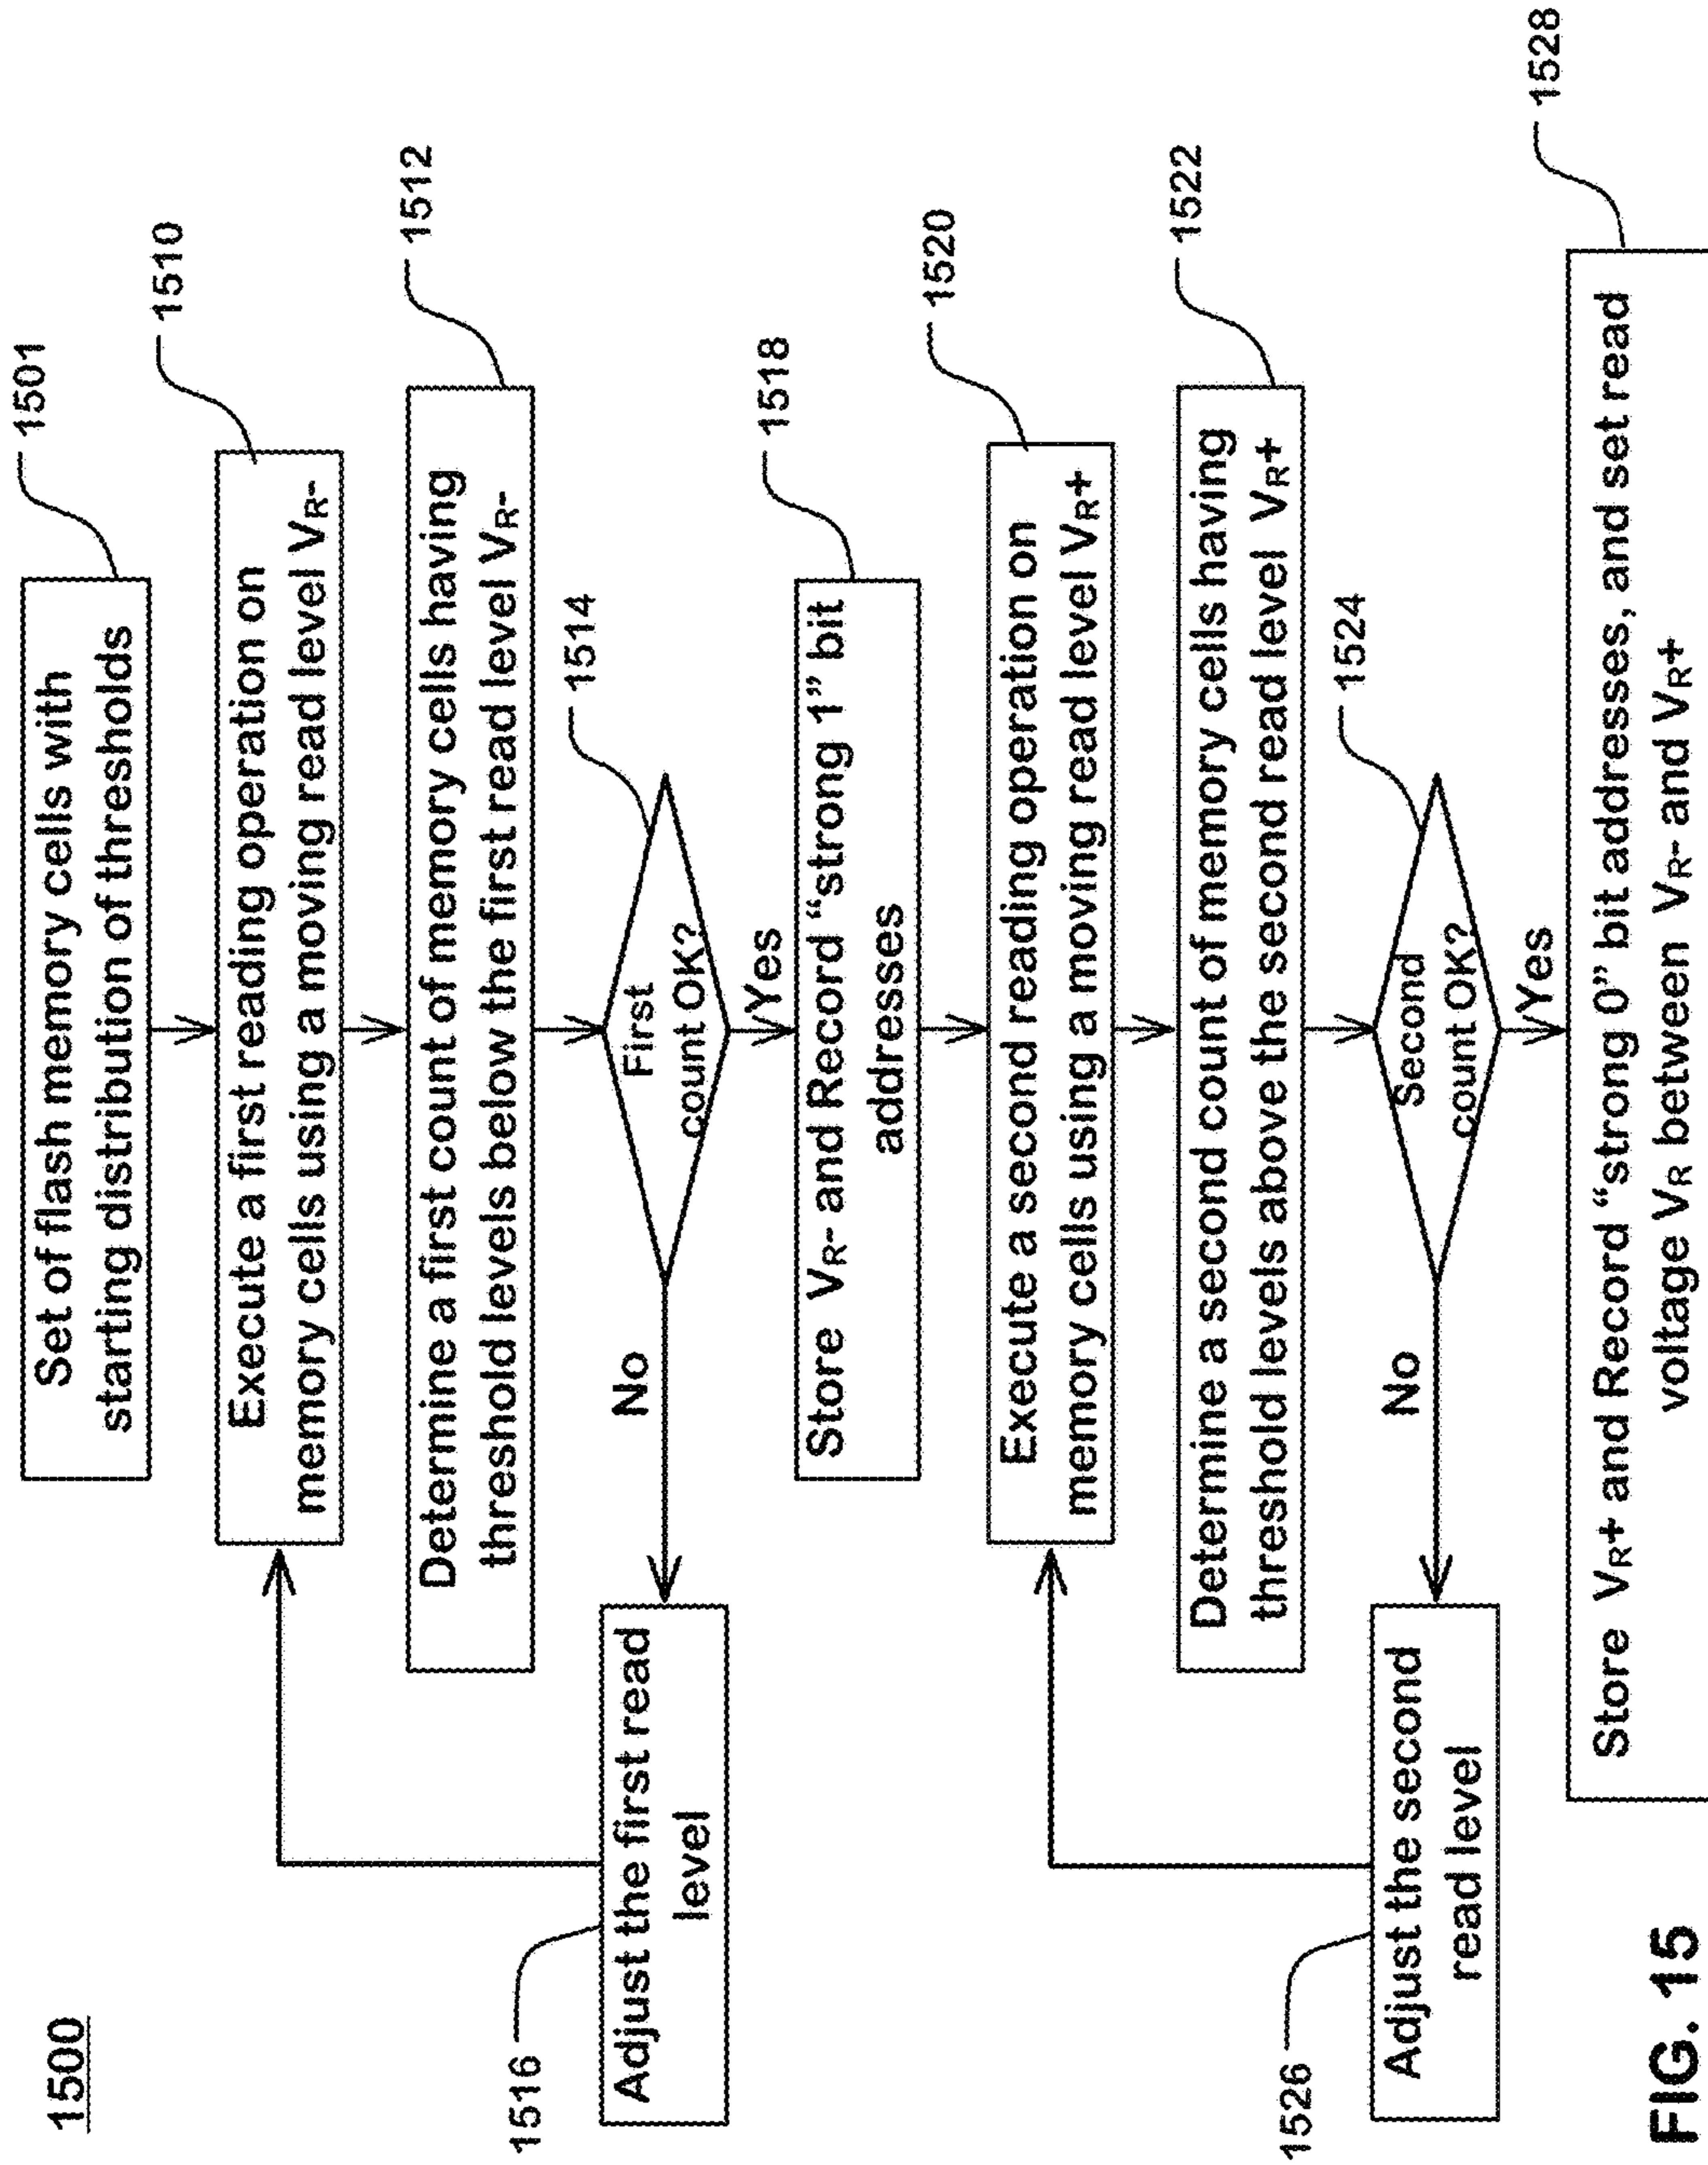 1500
Set of flash memory cells with
starting distribution of thresholds
1501
Execute a first reading operation on
memory cells using a moving read level VR-
1510
Determine a first count of memory cells having
threshold levels below the first read level VR-
1512
First
count OK?
1514
No
Adjust the first read
level
1516
Yes
Store VR- and Record “strong 1” bit
addresses
1518
Execute a second reading operation on
memory cells using a moving read level VR+
1520
Determine a second count of memory cells having
threshold levels above the second read level VR+
1522
Second
count OK?
1524
No
Adjust the second
read level
1526
Yes
Store VR+ and Record “strong 0” bit addresses, and set read
voltage VR between VR- and VR+
1528
FIG. 15